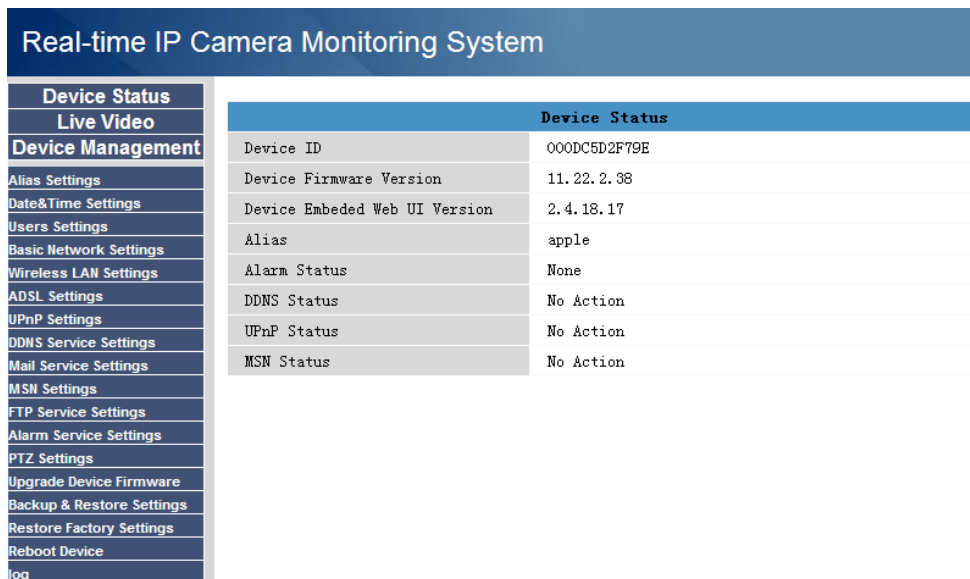 Real-time IP Camera Monitoring System
Device Status
Live Video
Device Management
Alias Settings
Date&Time Settings
Users Settings
Basic Network Settings
Wireless LAN Settings
ADSL Settings
UPnP Settings
DDNS Service Settings
Mail Service Settings
MSN Settings
FTP Service Settings
Alarm Service Settings
PTZ Settings
Upgrade Device Firmware
Backup & Restore Settings
Restore Factory Settings
Reboot Device
log
Device Status
Device ID 000DC5D2F79E
Device Firmware Version 11.22.2.38
Device Embeded Web UI Version 2.4.18.17
Alias apple
Alarm Status None
DDNS Status No Action
UPnP Status No Action
MSN Status No Action